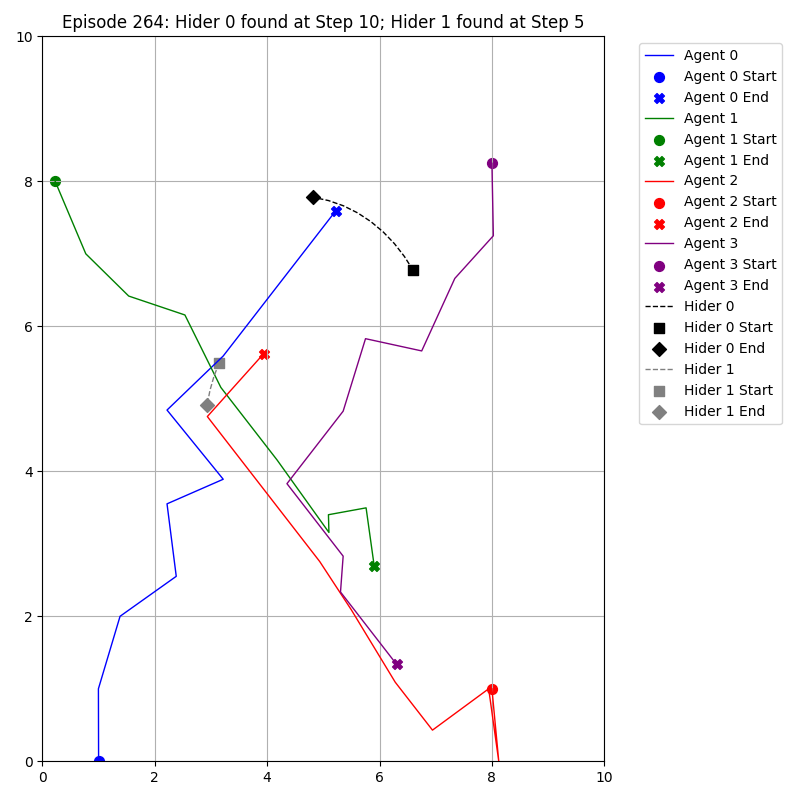 Episode 264: Hider 0 found at Step 10; Hider 1 found at Step 5
10
8
6
4
2
0
0
2
4
6
8
10
Agent 0
Agent 0 Start
Agent 0 End
Agent 1
Agent 1 Start
Agent 1 End
Agent 2
Agent 2 Start
Agent 2 End
Agent 3
Agent 3 Start
Agent 3 End
Hider 0
Hider 0 Start
Hider 0 End
Hider 1
Hider 1 Start
Hider 1 End